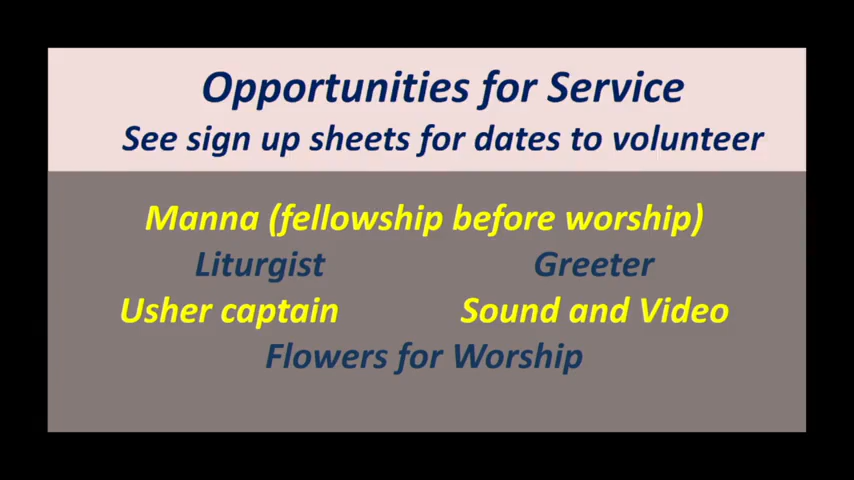 Opportunities for Service
See sign up sheets for dates to volunteer
Manna (fellowship before worship)
Liturgist Greeter
Usher captain Sound and Video
Flowers for Worship